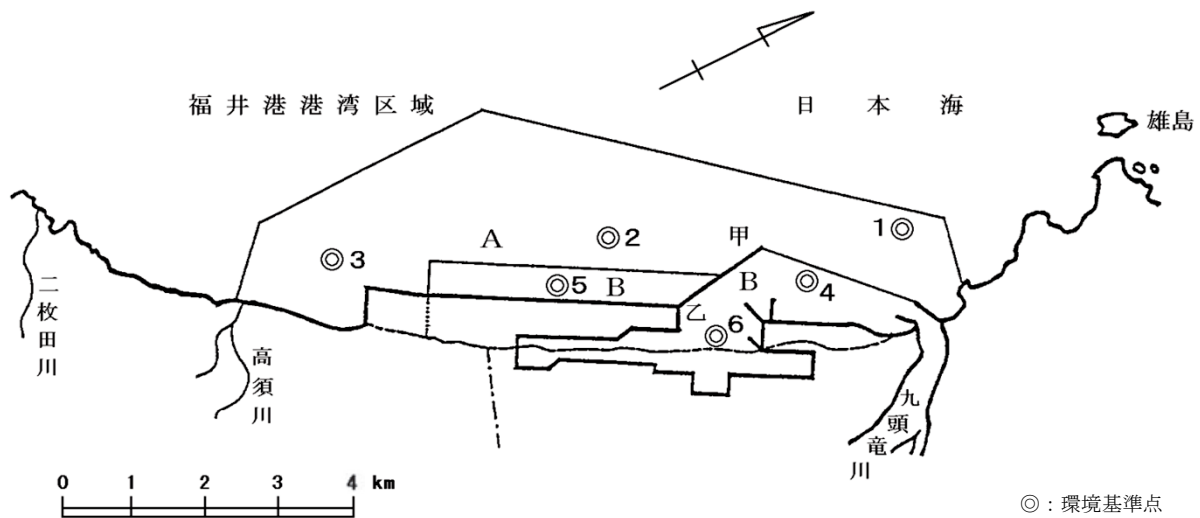 福井港港湾区域
日本海
雄島
1
A
2
甲
3
5
B
B
4
乙
6
二枚田川
高須川
九頭竜川
0 1 2 3 4 km
◎：環境基準点